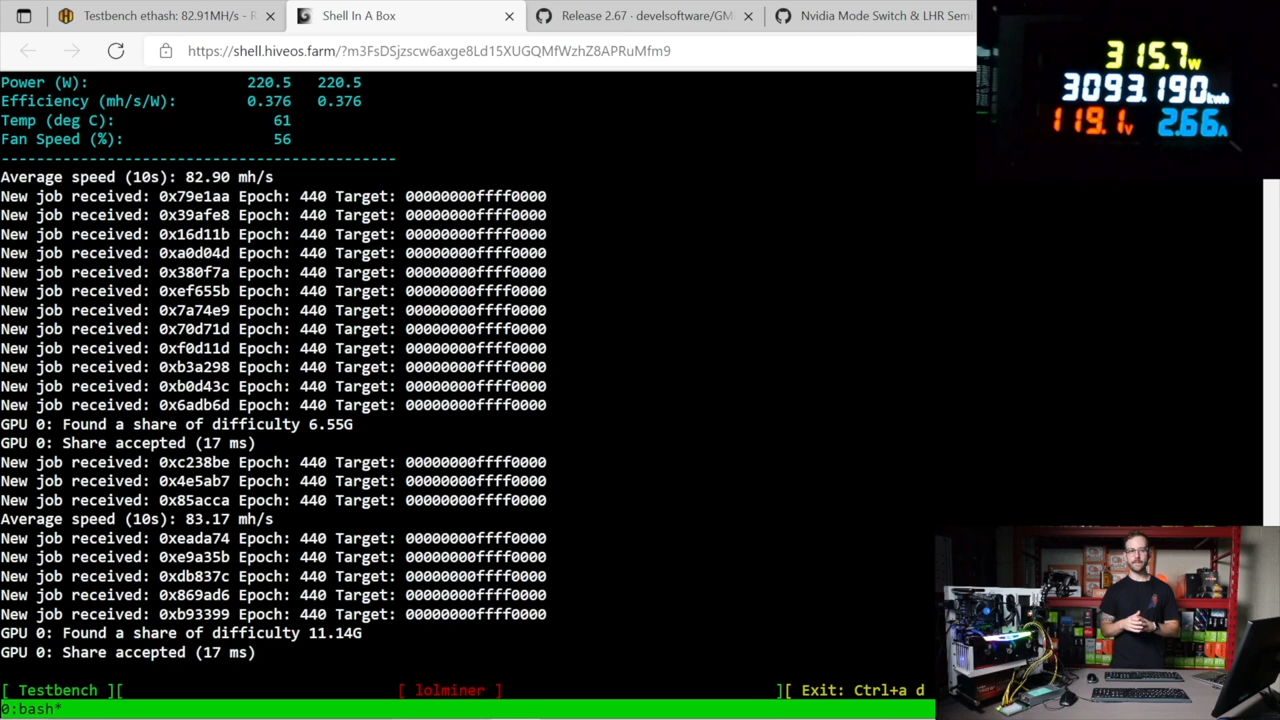 Testbench ethash: 82.91MH/s - R
Shell In A Box
Release 2.67 · develsoftware/GM
Nvidia Mode Switch & LHR Semi
https://shell.hiveos.farm/?m3FsDSjzscw6axge8Ld15XUGQMfWzhZ8APRuMfm9
315.7W
3093.190kWh
119.1V 2.66A
Power (W): 220.5 220.5
Efficiency (mh/s/W): 0.376 0.376
Temp (deg C): 61
Fan Speed (%): 56
-----------------------------------------
Average speed (10s): 82.90 mh/s
New job received: 0x79e1aa Epoch: 440 Target: 00000000ffff0000
New job received: 0x39afe8 Epoch: 440 Target: 00000000ffff0000
New job received: 0x16d11b Epoch: 440 Target: 00000000ffff0000
New job received: 0xa0d04d Epoch: 440 Target: 00000000ffff0000
New job received: 0x380f7a Epoch: 440 Target: 00000000ffff0000
New job received: 0xef655b Epoch: 440 Target: 00000000ffff0000
New job received: 0x7a74e9 Epoch: 440 Target: 00000000ffff0000
New job received: 0x70d71d Epoch: 440 Target: 00000000ffff0000
New job received: 0xf0d11d Epoch: 440 Target: 00000000ffff0000
New job received: 0xb3a298 Epoch: 440 Target: 00000000ffff0000
New job received: 0xb0d43c Epoch: 440 Target: 00000000ffff0000
New job received: 0x6adb6d Epoch: 440 Target: 00000000ffff0000
GPU 0: Found a share of difficulty 6.55G
GPU 0: Share accepted (17 ms)
New job received: 0xc238be Epoch: 440 Target: 00000000ffff0000
New job received: 0x4e5ab7 Epoch: 440 Target: 00000000ffff0000
New job received: 0x85acca Epoch: 440 Target: 00000000ffff0000
Average speed (10s): 83.17 mh/s
New job received: 0xeada74 Epoch: 440 Target: 00000000ffff0000
New job received: 0xe9a35b Epoch: 440 Target: 00000000ffff0000
New job received: 0xdb837c Epoch: 440 Target: 00000000ffff0000
New job received: 0x869ad6 Epoch: 440 Target: 00000000ffff0000
New job received: 0xb93399 Epoch: 440 Target: 00000000ffff0000
GPU 0: Found a share of difficulty 11.14G
GPU 0: Share accepted (17 ms)
[ Testbench ][ [ lolminer ] ][ Exit: Ctrl+a d
0:bash*